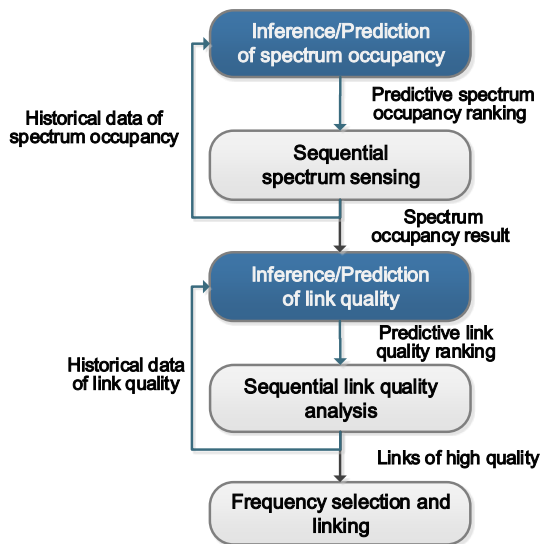 Inference/Prediction
of spectrum occupancy
Predictive spectrum
occupancy ranking
Historical data of
spectrum occupancy
Sequential
spectrum sensing
Spectrum
occupancy result
Inference/Prediction
of link quality
Predictive link
quality ranking
Historical data
of link quality
Sequential link quality
analysis
Links of high quality
Frequency selection and
linking